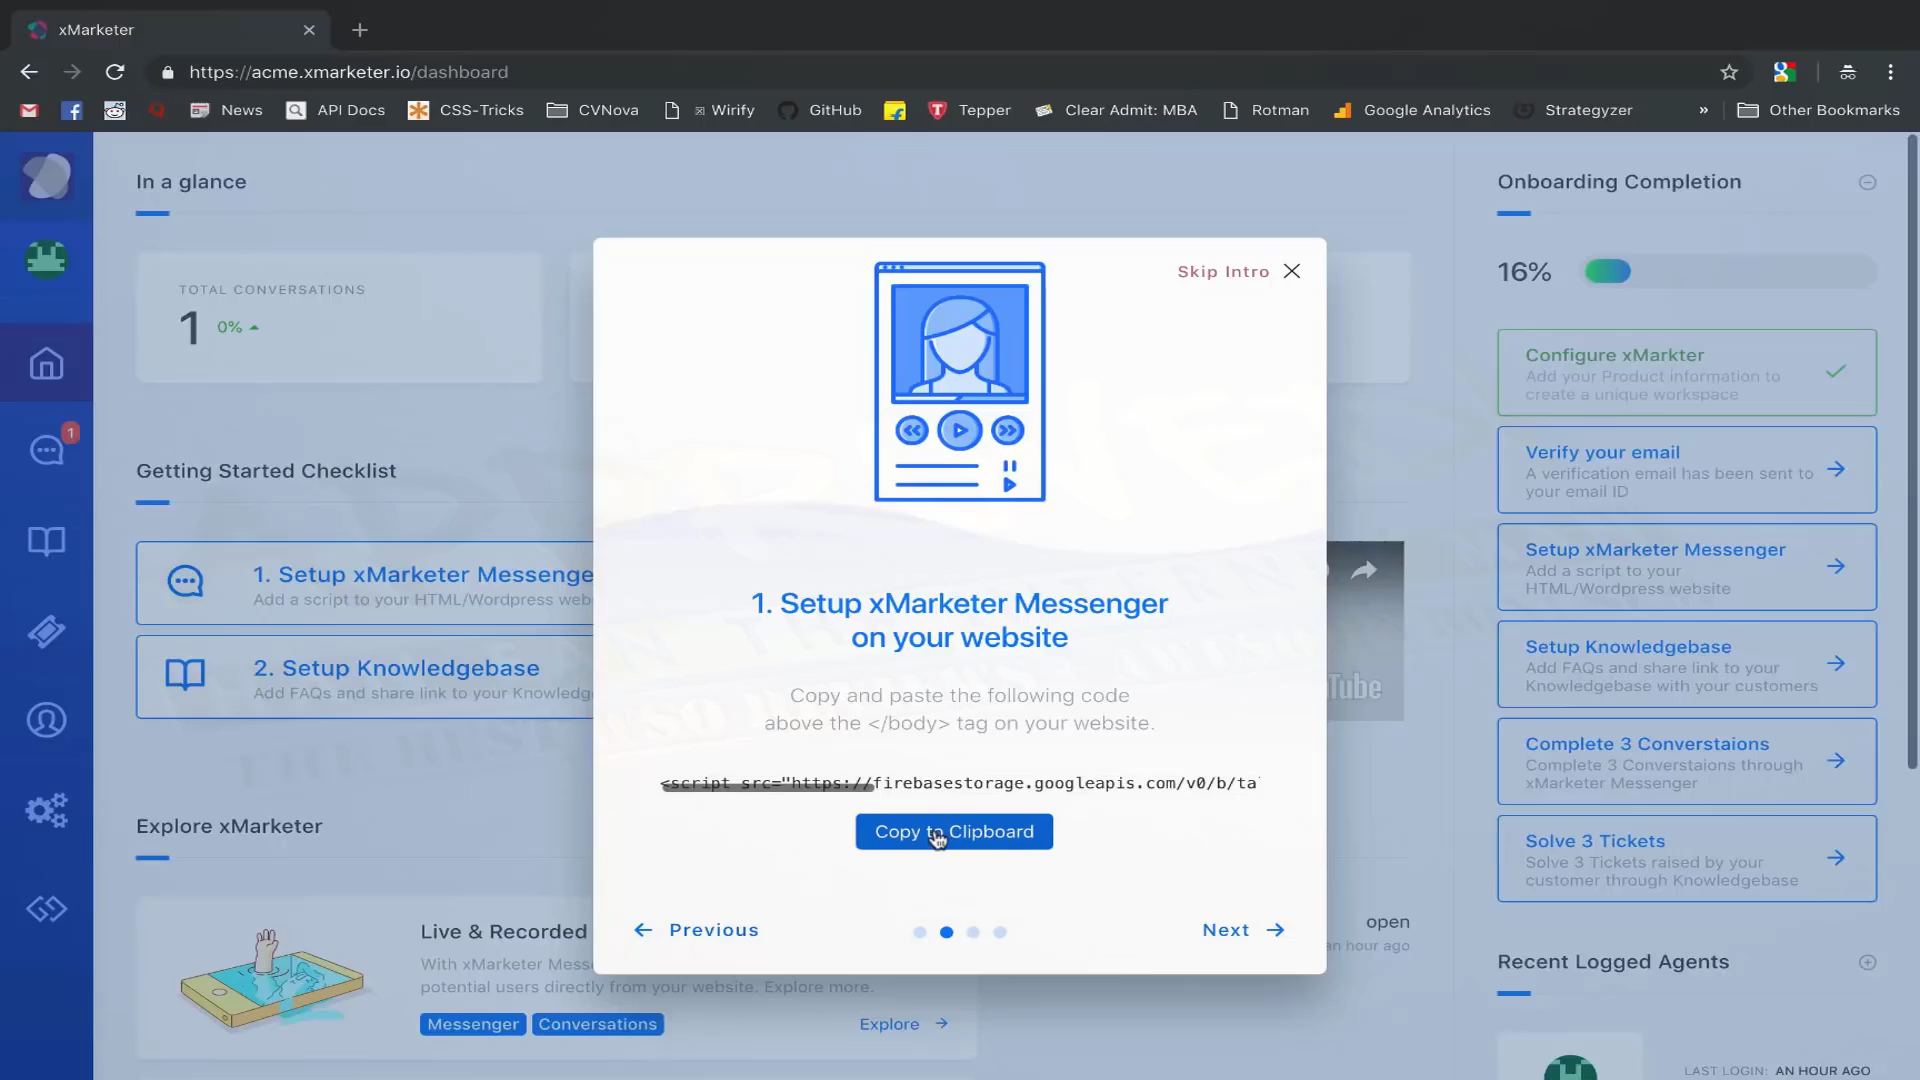 xMarketer
https://acme.xmarketer.io/dashboard
News
API Docs
CSS-Tricks
CVNova
Wirify
GitHub
Tepper
Clear Admit: MBA
Rotman
Google Analytics
Strategyzer
»
Other Bookmarks
In a glance
TOTAL CONVERSATIONS
1 0%
1
Getting Started Checklist
1. Setup xMarketer Messenge
Add a script to your HTML/Wordpress web
2. Setup Knowledgebase
Add FAQs and share link to your Knowledg
Explore xMarketer
Live & Recorded
With xMarketer Mess
potential users directly from your website. Explore more.
Messenger
Conversations
Explore
Skip Intro
1. Setup xMarketer Messenger
on your website
Copy and paste the following code
above the </body> tag on your website.
<script src="https://firebasestorage.googleapis.com/v0/b/ta
Copy to Clipboard
Previous
Next
Tube
open
an hour ago
Onboarding Completion
16%
Configure xMarkter
Add your Product information to
create a unique workspace
Verify your email
A verification email has been sent to
your email ID
Setup xMarketer Messenger
Add a script to your
HTML/Wordpress website
Setup Knowledgebase
Add FAQs and share link to your
Knowledgebase with your customers
Complete 3 Converstaions
Complete 3 Conversations through
xMarketer Messenger
Solve 3 Tickets
Solve 3 Tickets raised by your
customer through Knowledgebase
Recent Logged Agents
LAST LOGIN: AN HOUR AGO